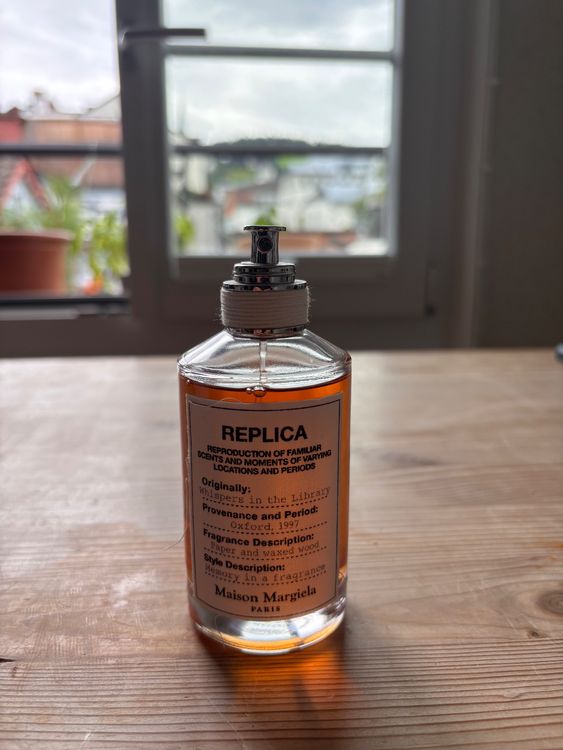 REPLICA
REPRODUCTION OF FAMILIAR
SCENTS AND MOMENTS OF VARYING
LOCATIONS AND PERIODS
Originally:
Whispers in the Library
Provenance and Period:
Oxford, 1997
Fragrance Description:
Paper and waxed wood
Style Description:
Memory in a fragrance
Maison Margiela
PARIS